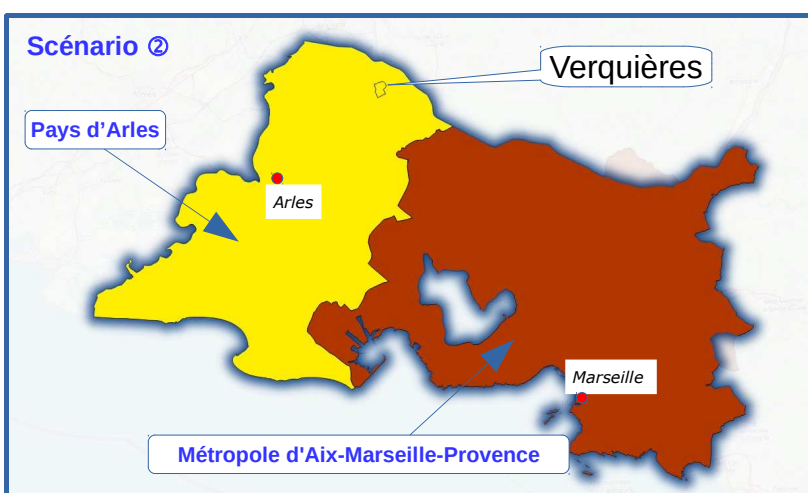 Scénario ②
Verquières
Pays d’Arles
Arles
Marseille
Métropole d'Aix-Marseille-Provence